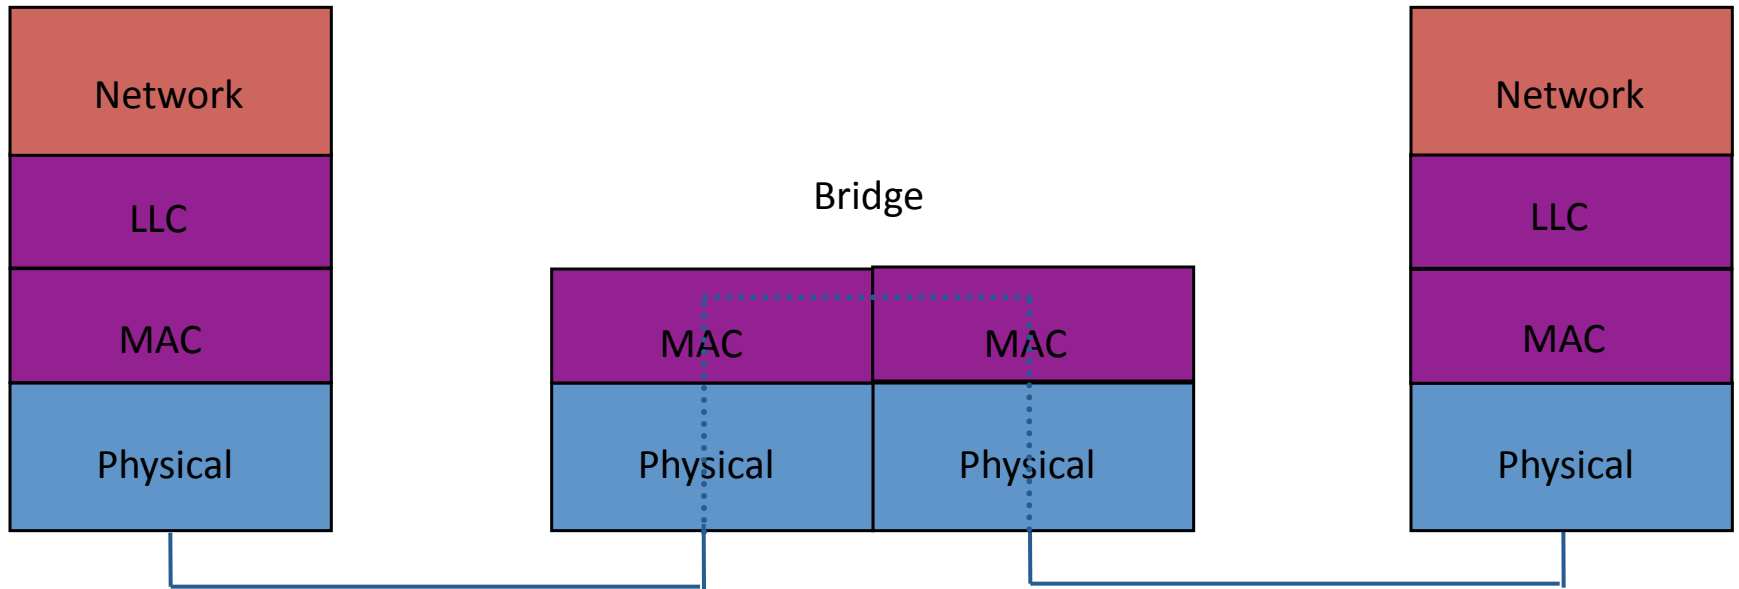 Network
LLC
MAC
Physical
Bridge
MAC
MAC
Physical
Physical
Network
LLC
MAC
Physical